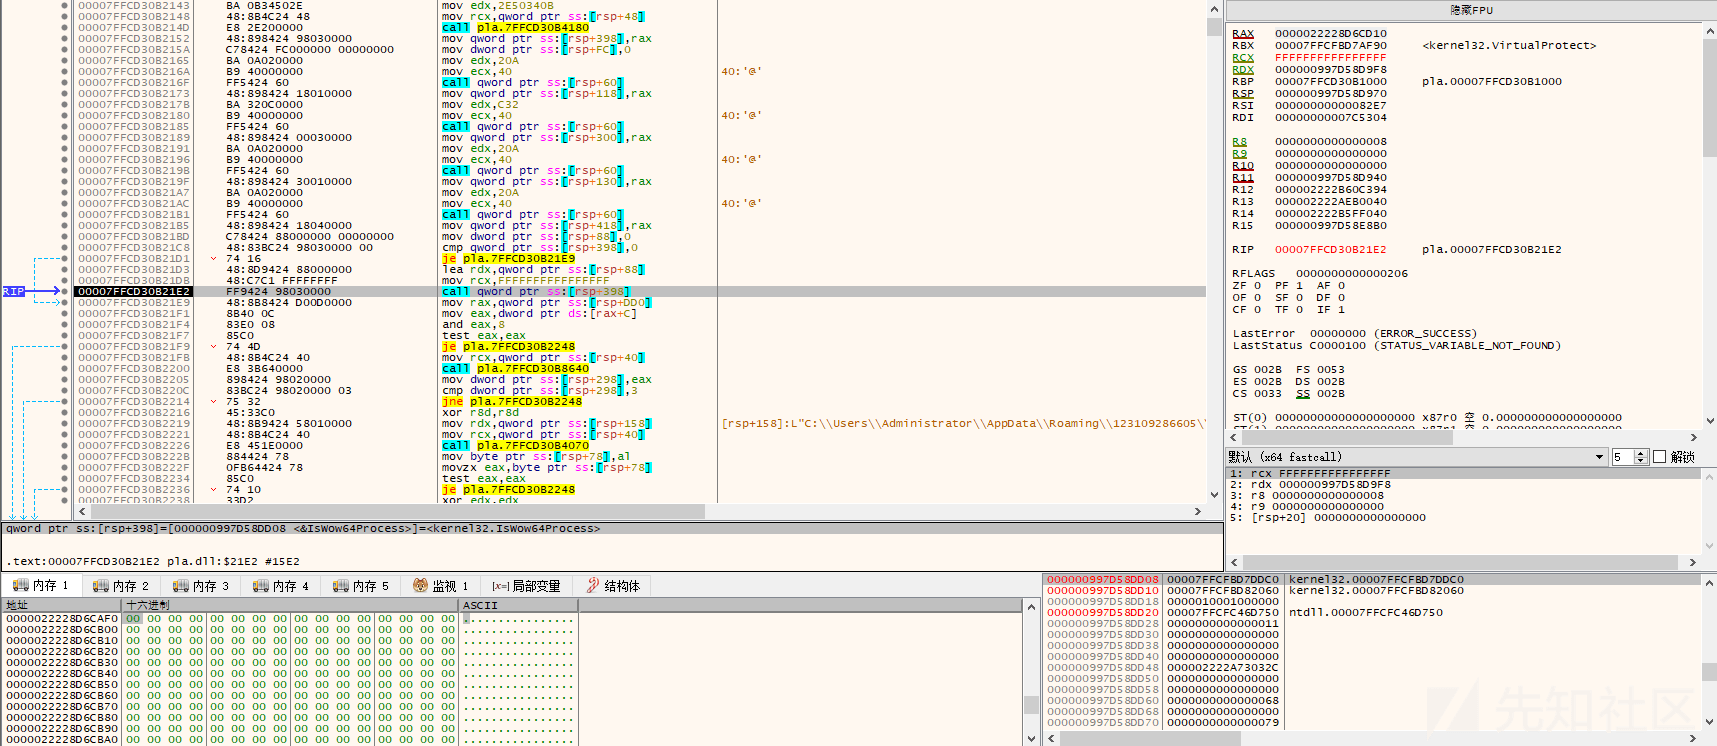 00007FFCD30B2143 BA 0B34502E mov edx,2E50340B
00007FFCD30B2148 48:8B4C24 48 mov rcx,qword ptr ss:[rsp+48]
00007FFCD30B214D E8 2E200000 call pla.7FFCD30B4180
00007FFCD30B2152 48:898424 98030000 mov qword ptr ss:[rsp+398],rax
00007FFCD30B215A C78424 FC000000 00000000 mov dword ptr ss:[rsp+FC],0
00007FFCD30B2165 BA 0A020000 mov edx,20A
00007FFCD30B216A B9 40000000 mov ecx,40 40:'@'
00007FFCD30B216F FF5424 60 call qword ptr ss:[rsp+60]
00007FFCD30B2173 48:898424 18010000 mov qword ptr ss:[rsp+118],rax
00007FFCD30B217B BA 320C0000 mov edx,C32
00007FFCD30B2180 B9 40000000 mov ecx,40 40:'@'
00007FFCD30B2185 FF5424 60 call qword ptr ss:[rsp+60]
00007FFCD30B2189 48:898424 00030000 mov qword ptr ss:[rsp+300],rax
00007FFCD30B2191 BA 0A020000 mov edx,20A
00007FFCD30B2196 B9 40000000 mov ecx,40 40:'@'
00007FFCD30B219B FF5424 60 call qword ptr ss:[rsp+60]
00007FFCD30B219F 48:898424 30010000 mov qword ptr ss:[rsp+130],rax
00007FFCD30B21A7 BA 0A020000 mov edx,20A
00007FFCD30B21AC B9 40000000 mov ecx,40 40:'@'
00007FFCD30B21B1 FF5424 60 call qword ptr ss:[rsp+60]
00007FFCD30B21B5 48:898424 18040000 mov qword ptr ss:[rsp+418],rax
00007FFCD30B21BD C78424 88000000 00000000 mov dword ptr ss:[rsp+88],0
00007FFCD30B21C8 48:83BC24 98030000 00 cmp qword ptr ss:[rsp+398],0
00007FFCD30B21D1 74 16 je pla.7FFCD30B21E9
00007FFCD30B21D3 48:8D9424 88000000 lea rdx,qword ptr ss:[rsp+88]
00007FFCD30B21DB 48:C7C1 FFFFFFFF mov rcx,FFFFFFFFFFFFFFFF
RIP 00007FFCD30B21E2 FF9424 98030000 call qword ptr ss:[rsp+398]
00007FFCD30B21E9 48:8B8424 D00D0000 mov rax,qword ptr ss:[rsp+DD0]
00007FFCD30B21F1 8B40 0C mov eax,dword ptr ds:[rax+C]
00007FFCD30B21F4 83E0 08 and eax,8
00007FFCD30B21F7 85C0 test eax,eax
00007FFCD30B21F9 74 4D je pla.7FFCD30B2248
00007FFCD30B21FB 48:8B4C24 40 mov rcx,qword ptr ss:[rsp+40]
00007FFCD30B2200 E8 3B640000 call pla.7FFCD30B8640
00007FFCD30B2205 898424 98020000 mov dword ptr ss:[rsp+298],eax
00007FFCD30B220C 83BC24 98020000 03 cmp dword ptr ss:[rsp+298],3
00007FFCD30B2214 75 32 jne pla.7FFCD30B2248
00007FFCD30B2216 45:33C0 xor r8d,r8d
00007FFCD30B2219 48:8B9424 58010000 mov rdx,qword ptr ss:[rsp+158] [rsp+158]:L"C:\\Users\\Administrator\\AppData\\Roaming\\123109286605\\
00007FFCD30B2221 48:8B4C24 40 mov rcx,qword ptr ss:[rsp+40]
00007FFCD30B2226 E8 451E0000 call pla.7FFCD30B4070
00007FFCD30B222B 884424 78 mov byte ptr ss:[rsp+78],al
00007FFCD30B222F 0FB64424 78 movzx eax,byte ptr ss:[rsp+78]
00007FFCD30B2234 85C0 test eax,eax
00007FFCD30B2236 74 10 je pla.7FFCD30B2248
00007FFCD30B2238 33D2 xor edx,edx
qword ptr ss:[rsp+398]=[000000997D58DD08 <&IsWow64Process>]=<kernel32.IsWow64Process>
.text:00007FFCD30B21E2 pla.dll:$21E2 #15E2
隐藏FPU
RAX 0000022228D6CD10
RBX 00007FFCFBD7AF90 <kernel32.VirtualProtect>
RCX FFFFFFFFFFFFFFFF
RDX 000000997D58D9F8
RBP 00007FFCD30B1000 pla.00007FFCD30B1000
RSP 000000997D58D970
RSI 00000000000082E7
RDI 00000000007C5304
R8 0000000000000008
R9 0000000000000000
R10 0000000000000000
R11 000000997D58D940
R12 000002222B60C394
R13 000002222AEB0040
R14 000002222B5FF040
R15 000000997D58E8B0
RIP 00007FFCD30B21E2 pla.00007FFCD30B21E2
RFLAGS 0000000000000206
ZF 0 PF 1 AF 0
OF 0 SF 0 DF 0
CF 0 TF 0 IF 1
LastError 00000000 (ERROR_SUCCESS)
LastStatus C0000100 (STATUS_VARIABLE_NOT_FOUND)
GS 002B FS 0053
ES 002B DS 002B
CS 0033 SS 002B
ST(0) 00000000000000000000 x87r0 空 0.000000000000000000
ST(1) 00000000000000000000 x87r1 空 0.000000000000000000
默认 (x64 fastcall) 5 解锁
1: rcx FFFFFFFFFFFFFFFF
2: rdx 000000997D58D9F8
3: r8 0000000000000008
4: r9 0000000000000000
5: [rsp+20] 0000000000000000
内存 1 内存 2 内存 3 内存 4 内存 5 监视 1 [x=] 局部变量 结构体
地址 十六进制 ASCII
0000022228D6CAF0 00 00 00 00 00 00 00 00 00 00 00 00 00 00 00 00 ................
0000022228D6CB00 00 00 00 00 00 00 00 00 00 00 00 00 00 00 00 00 ................
0000022228D6CB10 00 00 00 00 00 00 00 00 00 00 00 00 00 00 00 00 ................
0000022228D6CB20 00 00 00 00 00 00 00 00 00 00 00 00 00 00 00 00 ................
0000022228D6CB30 00 00 00 00 00 00 00 00 00 00 00 00 00 00 00 00 ................
0000022228D6CB40 00 00 00 00 00 00 00 00 00 00 00 00 00 00 00 00 ................
0000022228D6CB50 00 00 00 00 00 00 00 00 00 00 00 00 00 00 00 00 ................
0000022228D6CB60 00 00 00 00 00 00 00 00 00 00 00 00 00 00 00 00 ................
0000022228D6CB70 00 00 00 00 00 00 00 00 00 00 00 00 00 00 00 00 ................
0000022228D6CB80 00 00 00 00 00 00 00 00 00 00 00 00 00 00 00 00 ................
0000022228D6CB90 00 00 00 00 00 00 00 00 00 00 00 00 00 00 00 00 ................
0000022228D6CBA0 00 00 00 00 00 00 00 00 00 00 00 00 00 00 00 00 ................
000000997D58DD08 00007FFCFBD7DDC0 kernel32.00007FFCFBD7DDC0
000000997D58DD10 00007FFCFBD82060 kernel32.00007FFCFBD82060
000000997D58DD18 0000010001000000
000000997D58DD20 00007FFCFC46D750 ntdll.00007FFCFC46D750
000000997D58DD28 0000000000000011
000000997D58DD30 0000000000000000
000000997D58DD38 0000000000000000
000000997D58DD40 0000000000000000
000000997D58DD48 000002222A73032C
000000997D58DD50 0000000000000000
000000997D58DD58 0000000000000000
000000997D58DD60 0000000000000068
000000997D58DD68 0000000000000000
000000997D58DD70 0000000000000079
先知社区